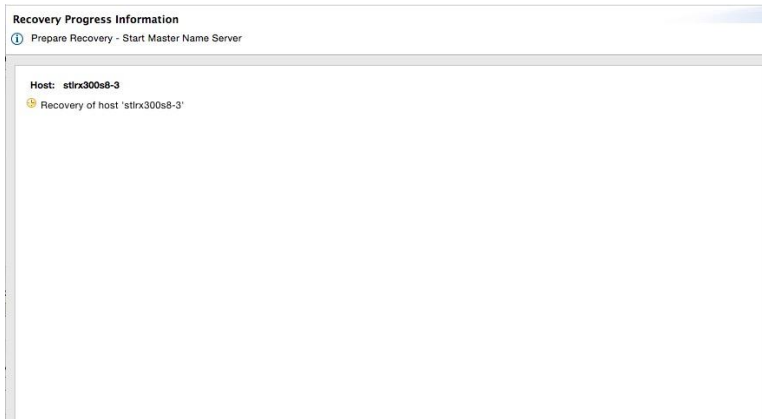 Recovery Progress Information
Prepare Recovery - Start Master Name Server
Host: stlrx300s8-3
Recovery of host 'stlrx300s8-3'